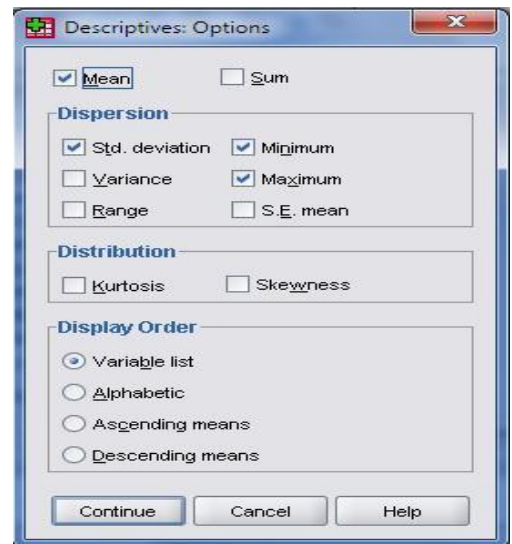 Descriptives: Options
Mean Sum
Dispersion
Std. deviation Minimum
Variance Maximum
Range S.E. mean
Distribution
Kurtosis Skewness
Display Order
Variable list
Alphabetic
Ascending means
Descending means
Continue Cancel Help